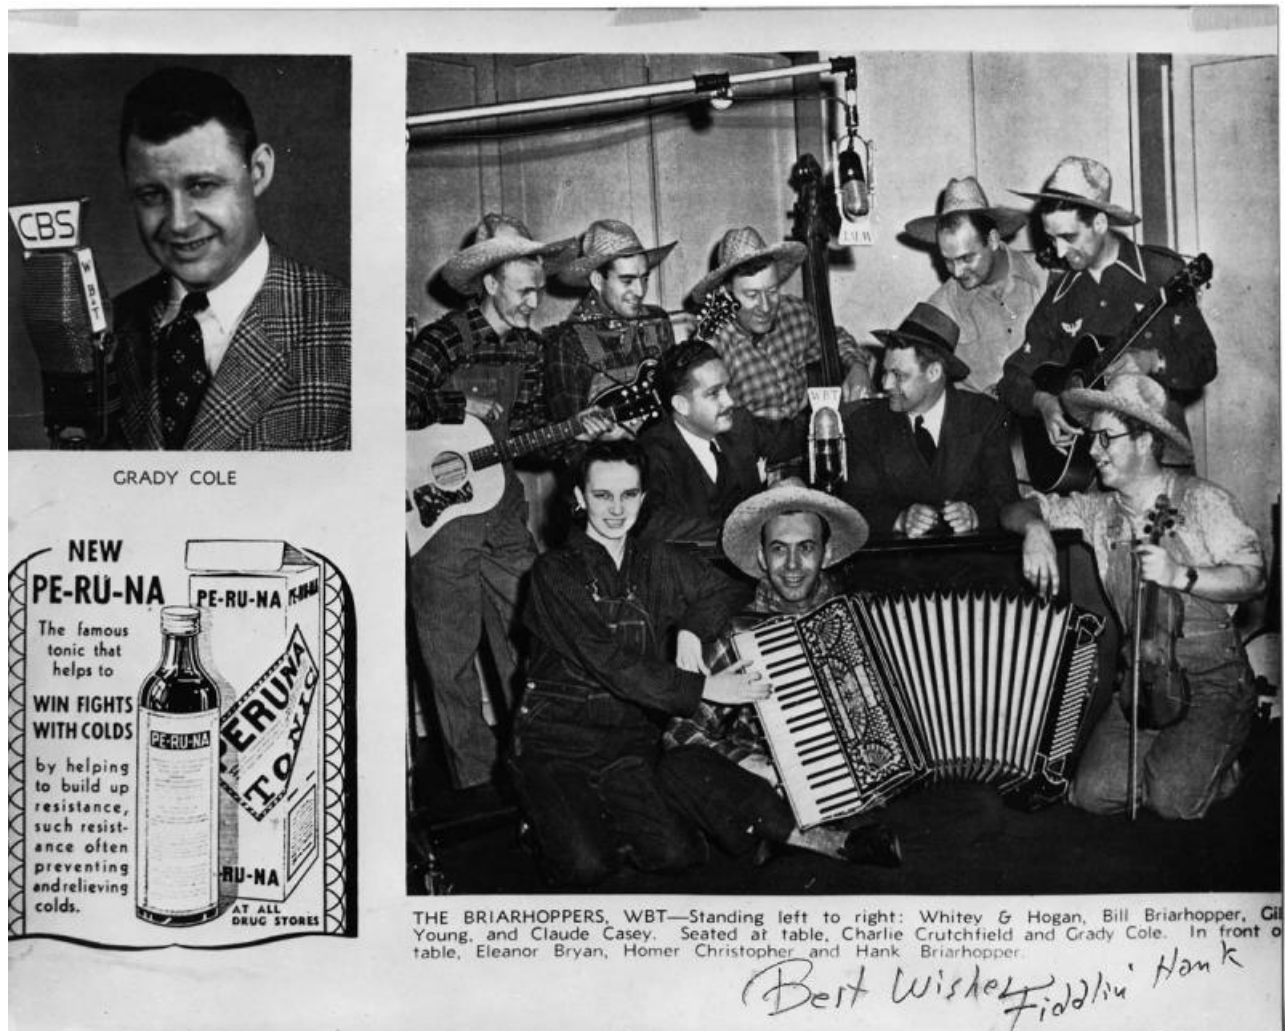 CBS
WBT
GRADY COLE
WBT
NEW
PE-RU-NA
The famous
tonic that
helps to
WIN FIGHTS
WITH COLDS
by helping
to build up
resistance,
such resist-
ance often
preventing
and relieving
colds.
PE-RU-NA
PE-RU-NA
PERUNA
TONIC
PE-RU-NA
-RU-NA
AT ALL
DRUG STORES
THE BRIARHOPPERS, WBT—Standing left to right: Whitey & Hogan, Bill Briarhopper, Gil
Young, and Claude Casey. Seated at table, Charlie Crutchfield and Grady Cole. In front o
table, Eleanor Bryan, Homer Christopher and Hank Briarhopper.
Best Wishes
Fiddlin' Hank